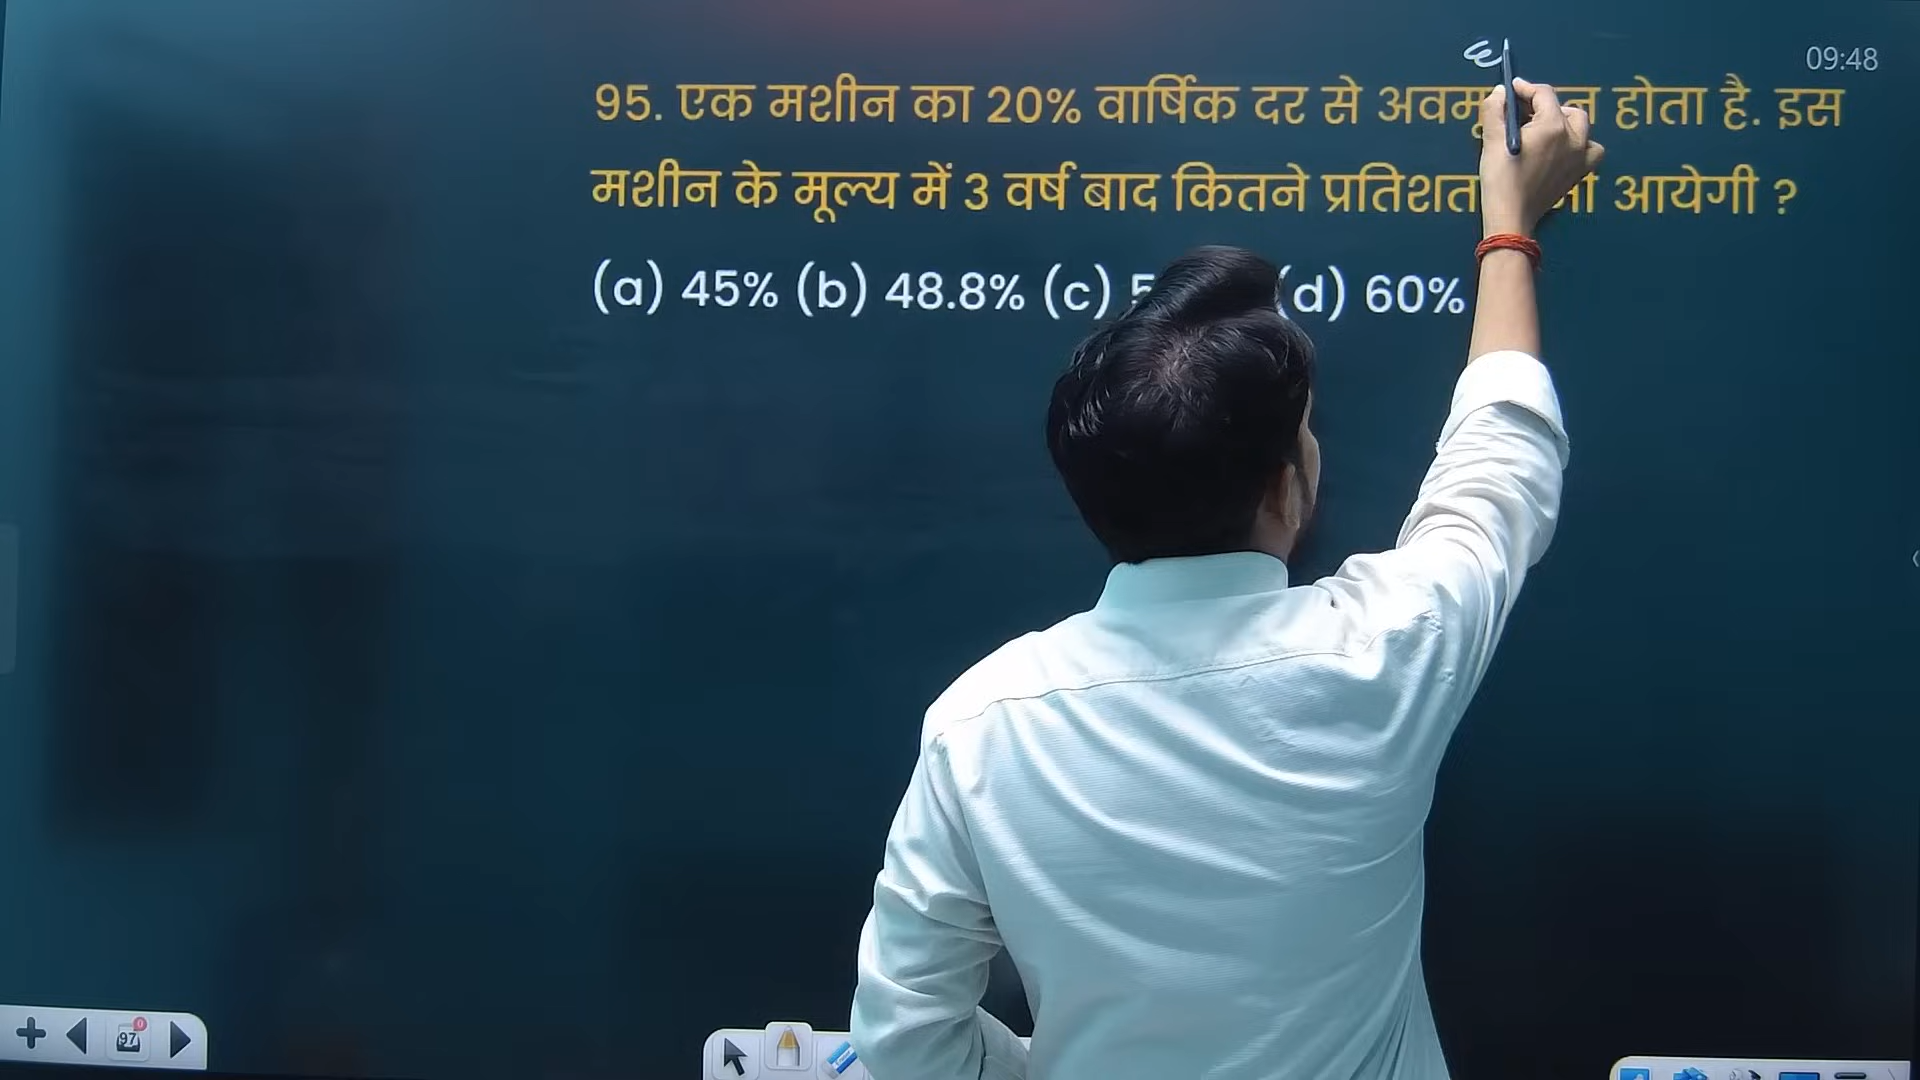 09:48
95. एक मशीन का 20% वार्षिक दर से होता है. इस
मशीन के मूल्य में 3 वर्ष बाद कितने प्रतिशत आयेगी ?
(a) 45% (b) 48.8% (c) (d) 60%
97